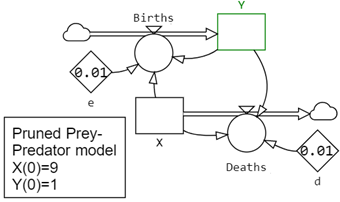 Births
Y
0.01
e
X
Deaths
0.01
d
Pruned Prey-
Predator model
X(0)=9
Y(0)=1